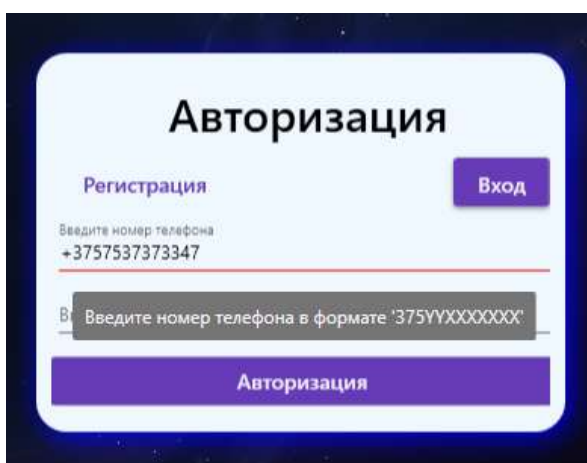 Авторизация
Регистрация
Вход
Введите номер телефона
+3757537373347
Введите номер телефона в формате '375YYXXXXXXX'
Авторизация